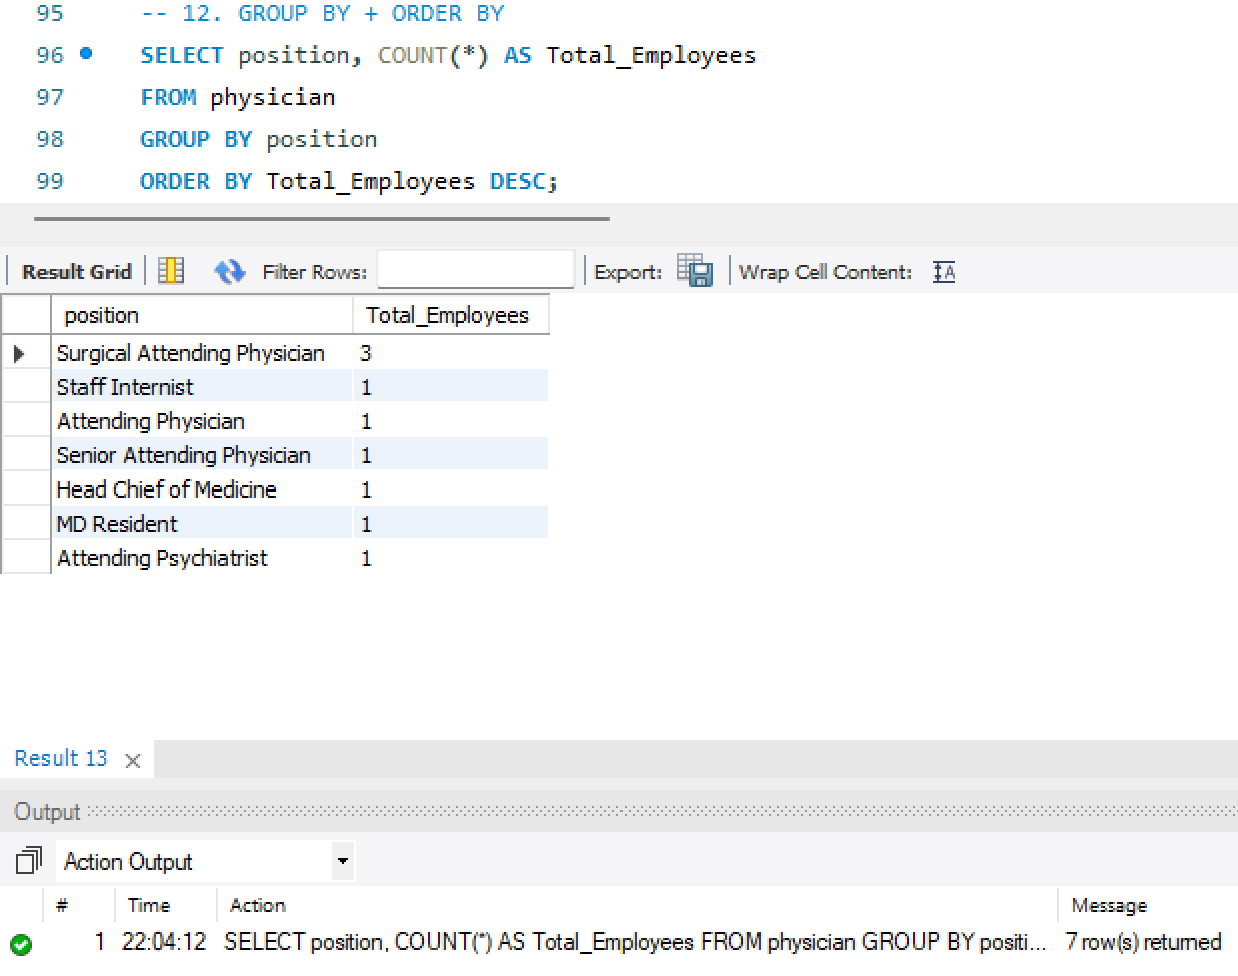 95 -- 12. GROUP BY + ORDER BY
96 SELECT position, COUNT(*) AS Total_Employees
97 FROM physician
98 GROUP BY position
99 ORDER BY Total_Employees DESC;
Result Grid Filter Rows: Export: Wrap Cell Content: IA
position Total_Employees
Surgical Attending Physician 3
Staff Internist 1
Attending Physician 1
Senior Attending Physician 1
Head Chief of Medicine 1
MD Resident 1
Attending Psychiatrist 1
Result 13 ×
Output
Action Output
# Time Action Message
1 22:04:12 SELECT position, COUNT(*) AS Total_Employees FROM physician GROUP BY positi... 7 row(s) returned